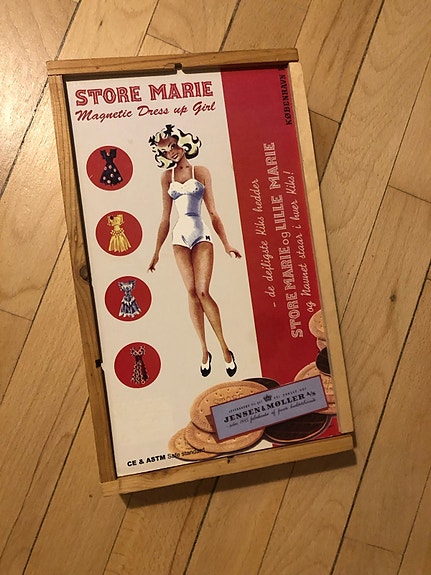 STORE MARIE
Magnetic Dress up Girl
KØBENHAVN
- de dejligste Kiks hedder
STORE MARIE og LILLE MARIE
og Navnet staar i hver Kiks!
JENSEN & MØLLER A/S
CE & ASTM Safe standard